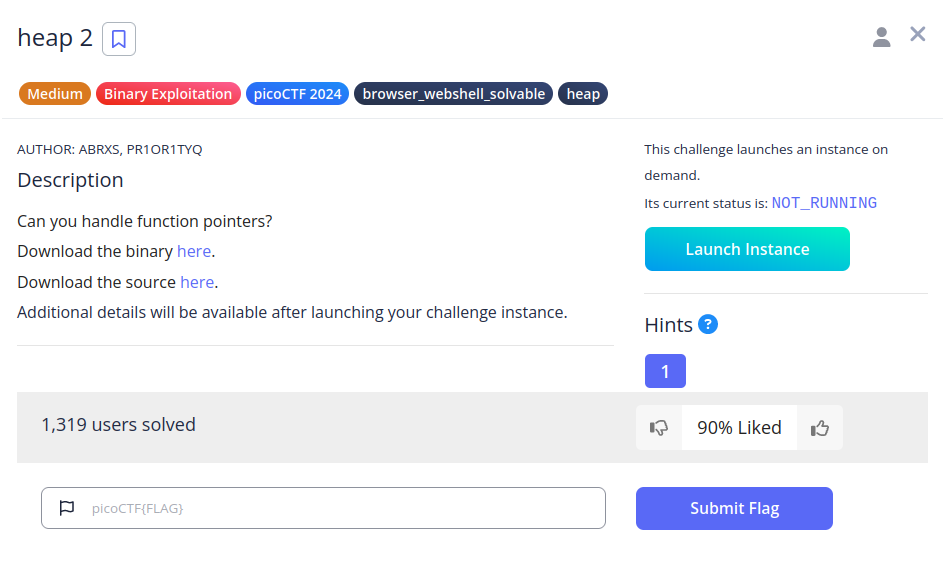 heap 2
Medium Binary Exploitation picoCTF 2024 browser_webshell_solvable heap
AUTHOR: ABRXS, PR1OR1TYQ
Description
Can you handle function pointers?
Download the binary here.
Download the source here.
Additional details will be available after launching your challenge instance.
This challenge launches an instance on
demand.
Its current status is: NOT_RUNNING
Launch Instance
Hints ?
1
1,319 users solved
90% Liked
picoCTF{FLAG}
Submit Flag